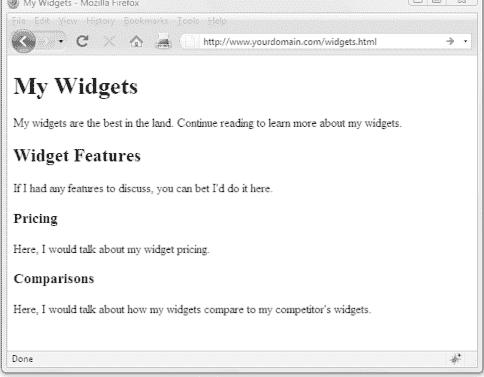 My Widgets - Mozilla Firefox
File Edit View History Bookmarks Tools Help
http://www.yourdomain.com/widgets.html
My Widgets
My widgets are the best in the land. Continue reading to learn more about my widgets.
Widget Features
If I had any features to discuss, you can bet I'd do it here.
Pricing
Here, I would talk about my widget pricing.
Comparisons
Here, I would talk about how my widgets compare to my competitor's widgets.
Done